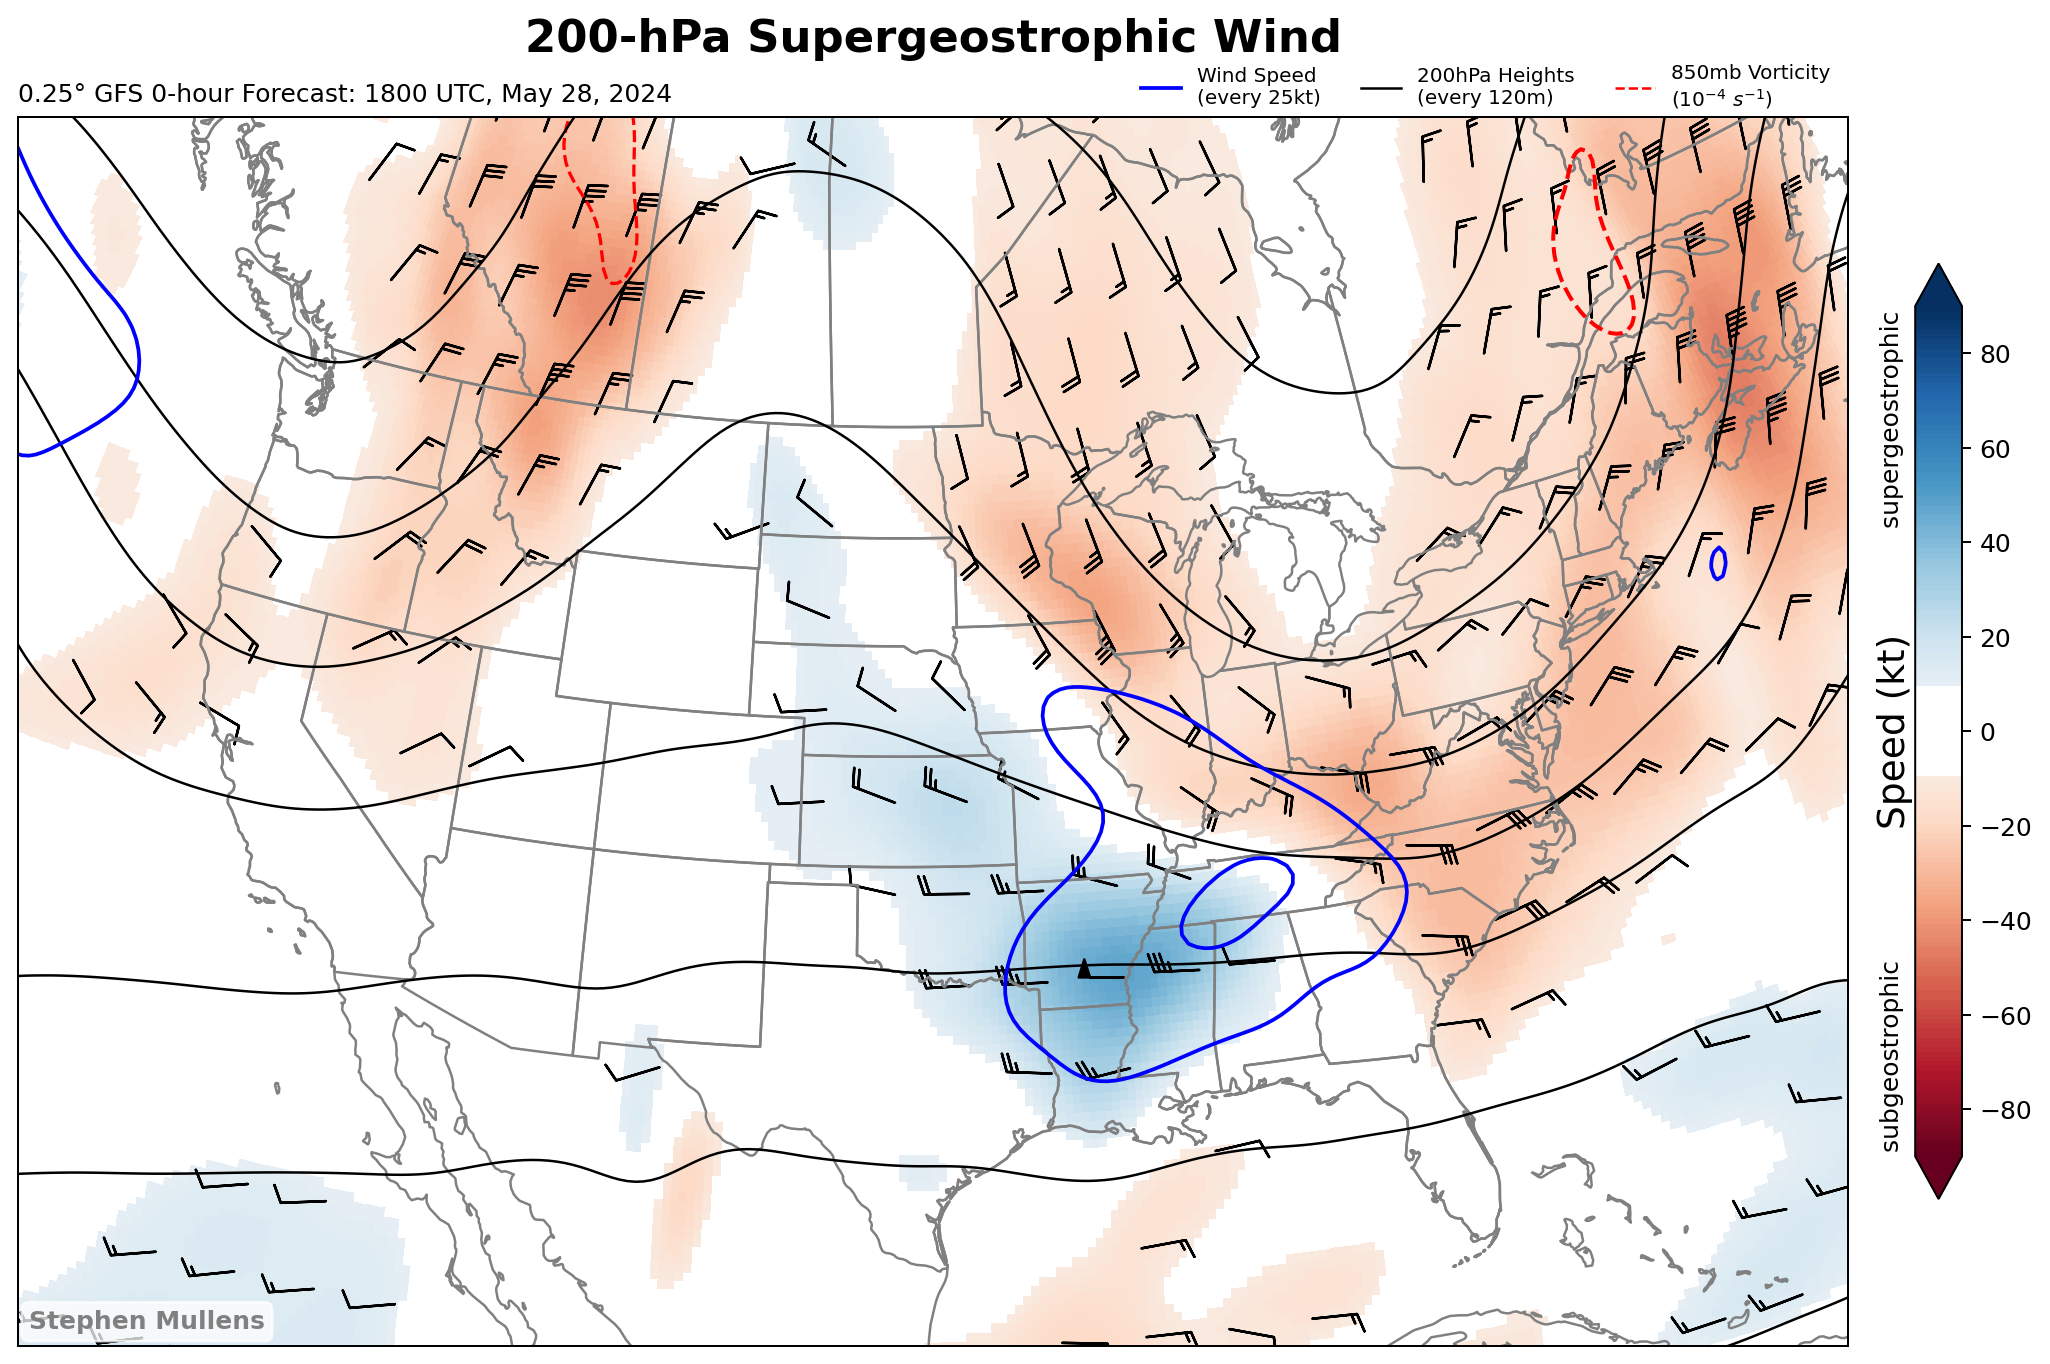 200-hPa Supergeostrophic Wind
0.25° GFS 0-hour Forecast: 1800 UTC, May 28, 2024
Wind Speed
(every 25kt)
200hPa Heights
(every 120m)
850mb Vorticity
(10⁻⁴ s⁻¹)
supergeostrophic
Speed (kt)
subgeostrophic
80
60
40
20
0
−20
−40
−60
−80
Stephen Mullens